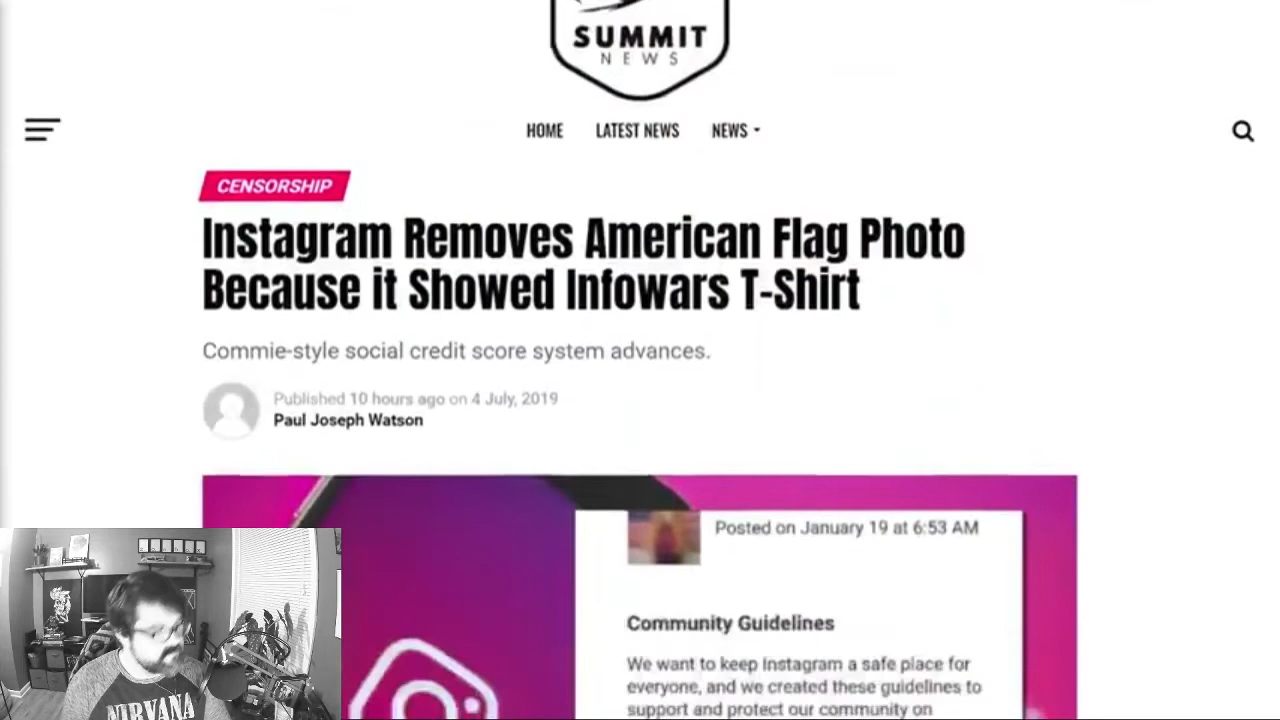 SUMMIT
NEWS
HOME LATEST NEWS NEWS
CENSORSHIP
Instagram Removes American Flag Photo
Because it Showed Infowars T-Shirt
Commie-style social credit score system advances.
Published 10 hours ago on 4 July, 2019
Paul Joseph Watson
Posted on January 19 at 6:53 AM
Community Guidelines
We want to keep Instagram a safe place for
everyone, and we created these guidelines to
support and protect our community on
NIRVANA